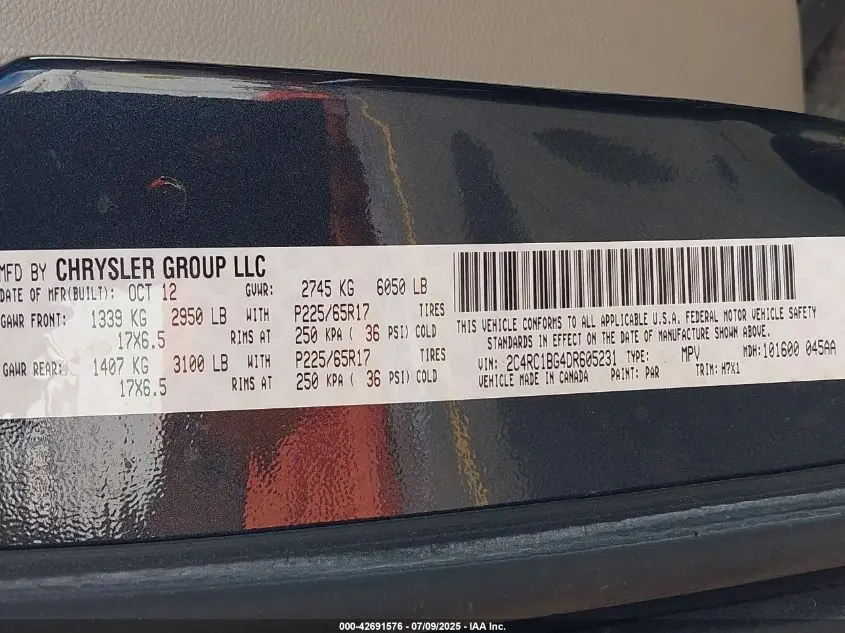 MFD BY CHRYSLER GROUP LLC
DATE OF MFR(BUILT): OCT 12 GVWR: 2745 KG 6050 LB
GAWR FRONT: 1339 KG 2950 LB WITH P225/65R17 TIRES
17X6.5 RIMS AT 250 KPA ( 36 PSI) COLD
GAWR REAR: 1407 KG 3100 LB WITH P225/65R17 TIRES
17X6.5 RIMS AT 250 KPA ( 36 PSI) COLD
THIS VEHICLE CONFORMS TO ALL APPLICABLE U.S.A. FEDERAL MOTOR VEHICLE SAFETY
STANDARDS IN EFFECT ON THE DATE OF MANUFACTURE SHOWN ABOVE.
VIN: 2C4RC1BG4DR605231 TYPE: MPV MDH: 101600 045AA
VEHICLE MADE IN CANADA PAINT: PAR TRIM: H7X1
000-42691576 - 07/09/2025 - IAA Inc.